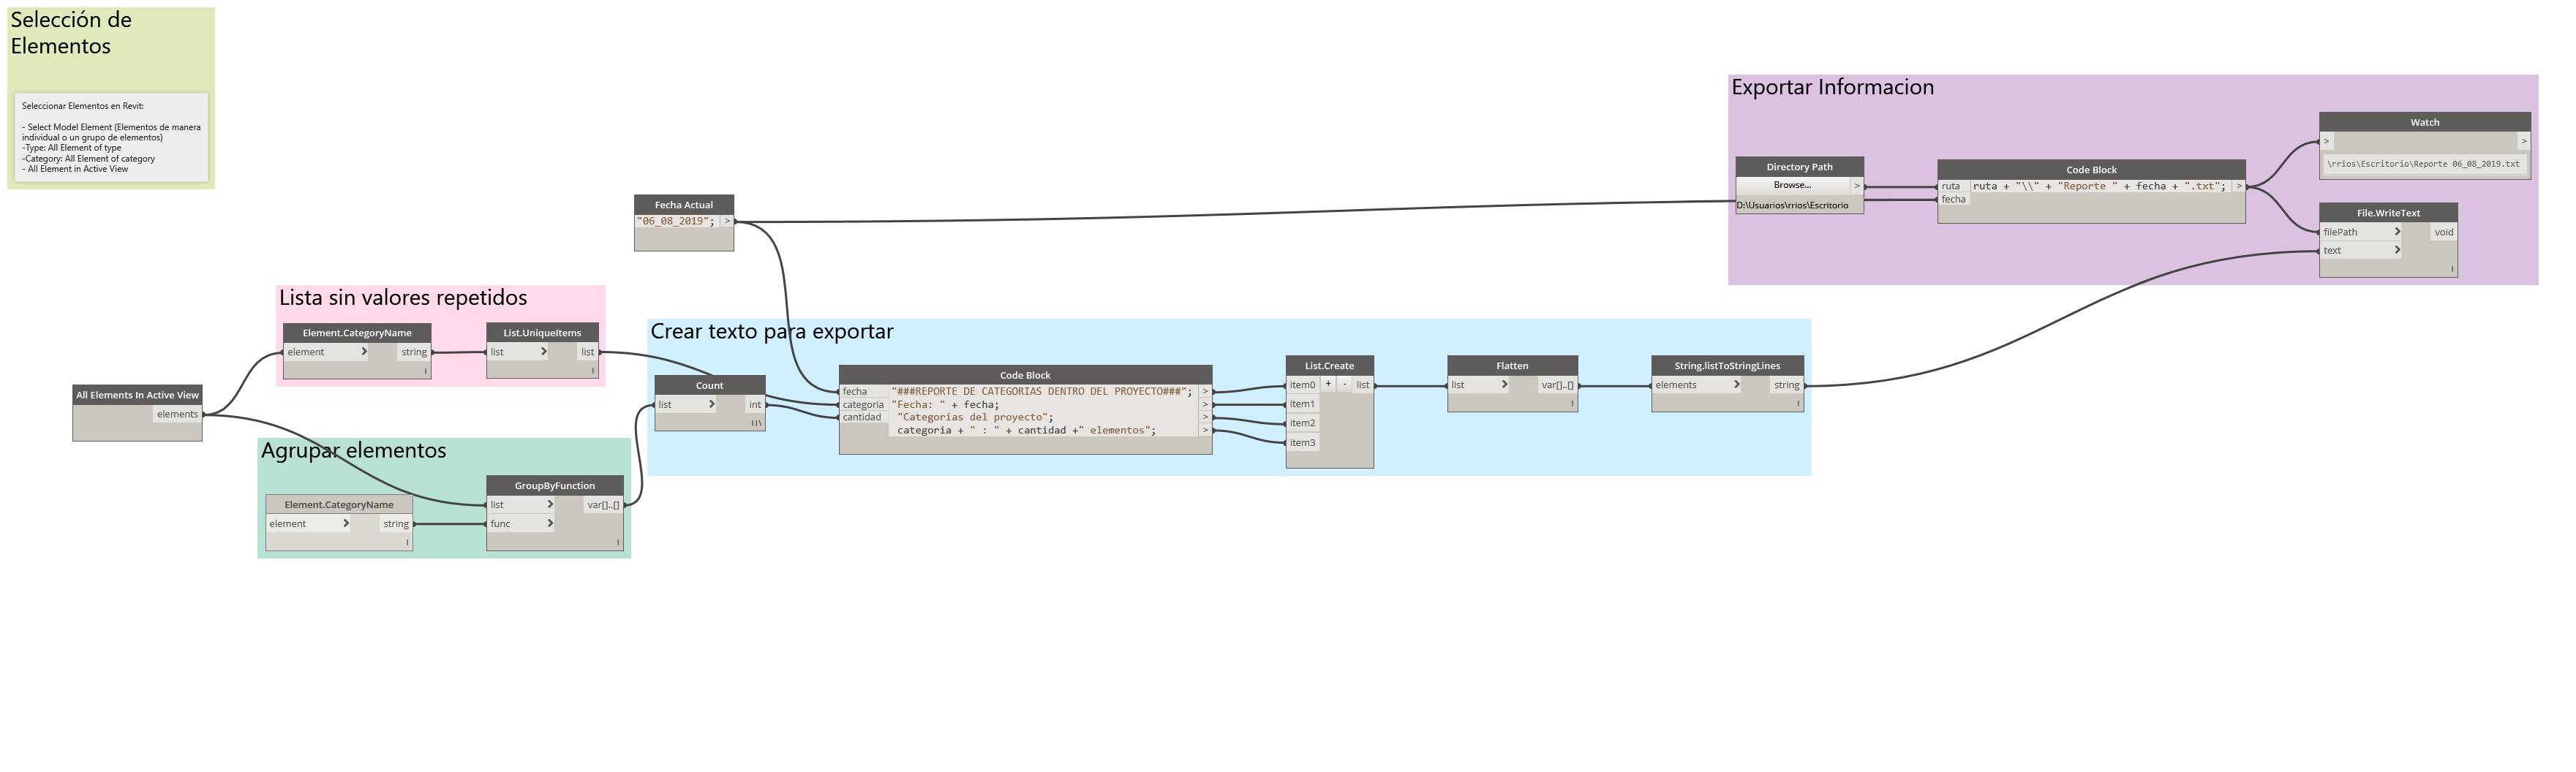 Selección de
Elementos
Seleccionar Elementos en Revit:
- Select Model Element (Elementos de manera
individual o un grupo de elementos)
-Type: All Element of type
-Category: All Element of category
- All Element in Active View
All Elements In Active View
elements
Lista sin valores repetidos
Element.CategoryName
element > string
List.UniqueItems
list > list
Agrupar elementos
Element.CategoryName
element > string
GroupByFunction
list > var[]..[]
func >
Fecha Actual
"06_08_2019"; >
Crear texto para exportar
Count
list > int
Code Block
fecha "###REPORTE DE CATEGORIAS DENTRO DEL PROYECTO###"; >
categoria "Fecha: " + fecha; >
cantidad "Categorias del proyecto"; >
categoria + " : " + cantidad +" elementos"; >
List.Create
item0 + - list
item1
item2
item3
Flatten
list > var[]..[]
String.listToStringLines
elements > string
Exportar Informacion
Directory Path
Browse... >
D:\Usuarios\rrios\Escritorio
Code Block
ruta ruta + "\\" + "Reporte " + fecha + ".txt"; >
fecha
Watch
> >
\rrios\Escritorio\Reporte 06_08_2019.txt
File.WriteText
filePath > void
text >